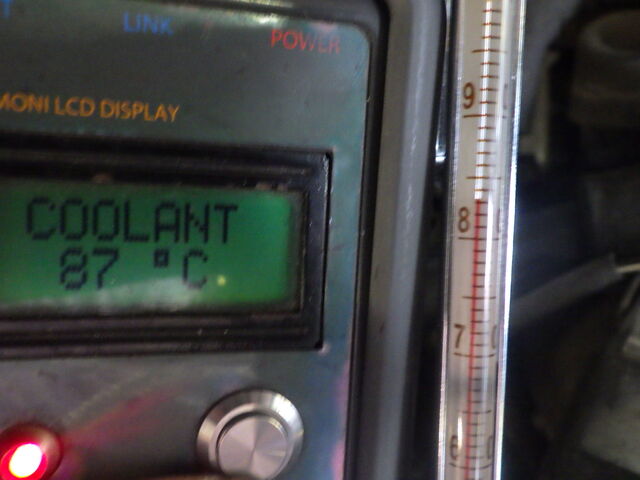 LINK
POWER
MONI LCD DISPLAY
COOLANT
87 °C
9
8
7
6